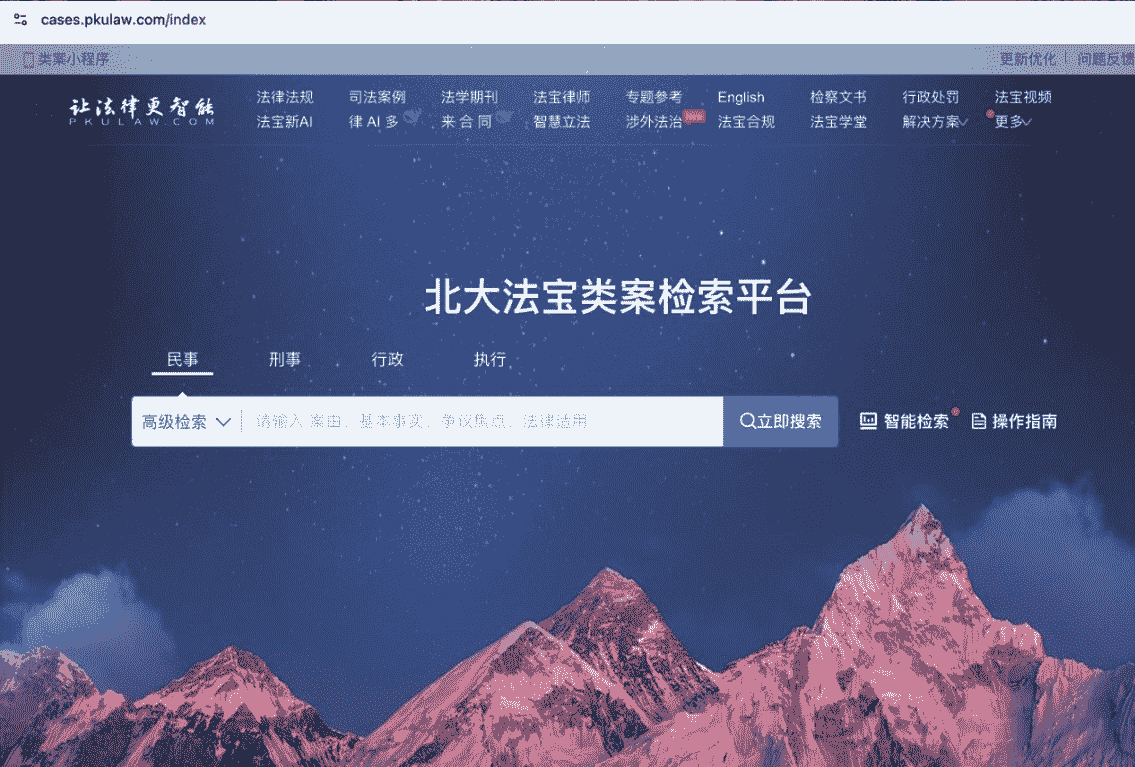 cases.pkulaw.com/index
类案小程序 更新优化 | 问题反馈
让法律更智能
PKULAW.COM
法律法规 司法案例 法学期刊 法宝律师 专题参考 English 检察文书 行政处罚 法宝视频
法宝新AI 律 AI 多 来 合 同 智慧立法 涉外法治 New 法宝合规 法宝学堂 解决方案 更多
北大法宝类案检索平台
民事 刑事 行政 执行
高级检索 请输入 案由、基本事实、争议焦点、法律适用 立即搜索 智能检索 操作指南